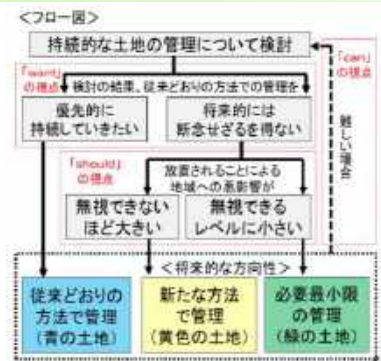 ＜フロー図＞
持続的な土地の管理について検討
「want」
の視点
検討の結果、従来どおりの方法での管理を
「can」
の視点
優先的に
持続していきたい
将来的には
断念せざるを得ない
難しい場合
「should」
の視点
放置されることによる
地域への悪影響が
無視できない
ほど大きい
無視できる
レベルに小さい
＜将来的な方向性＞
従来どおりの
方法で管理
（青の土地）
新たな方法
で管理
（黄色の土地）
必要最小限
の管理
（緑の土地）